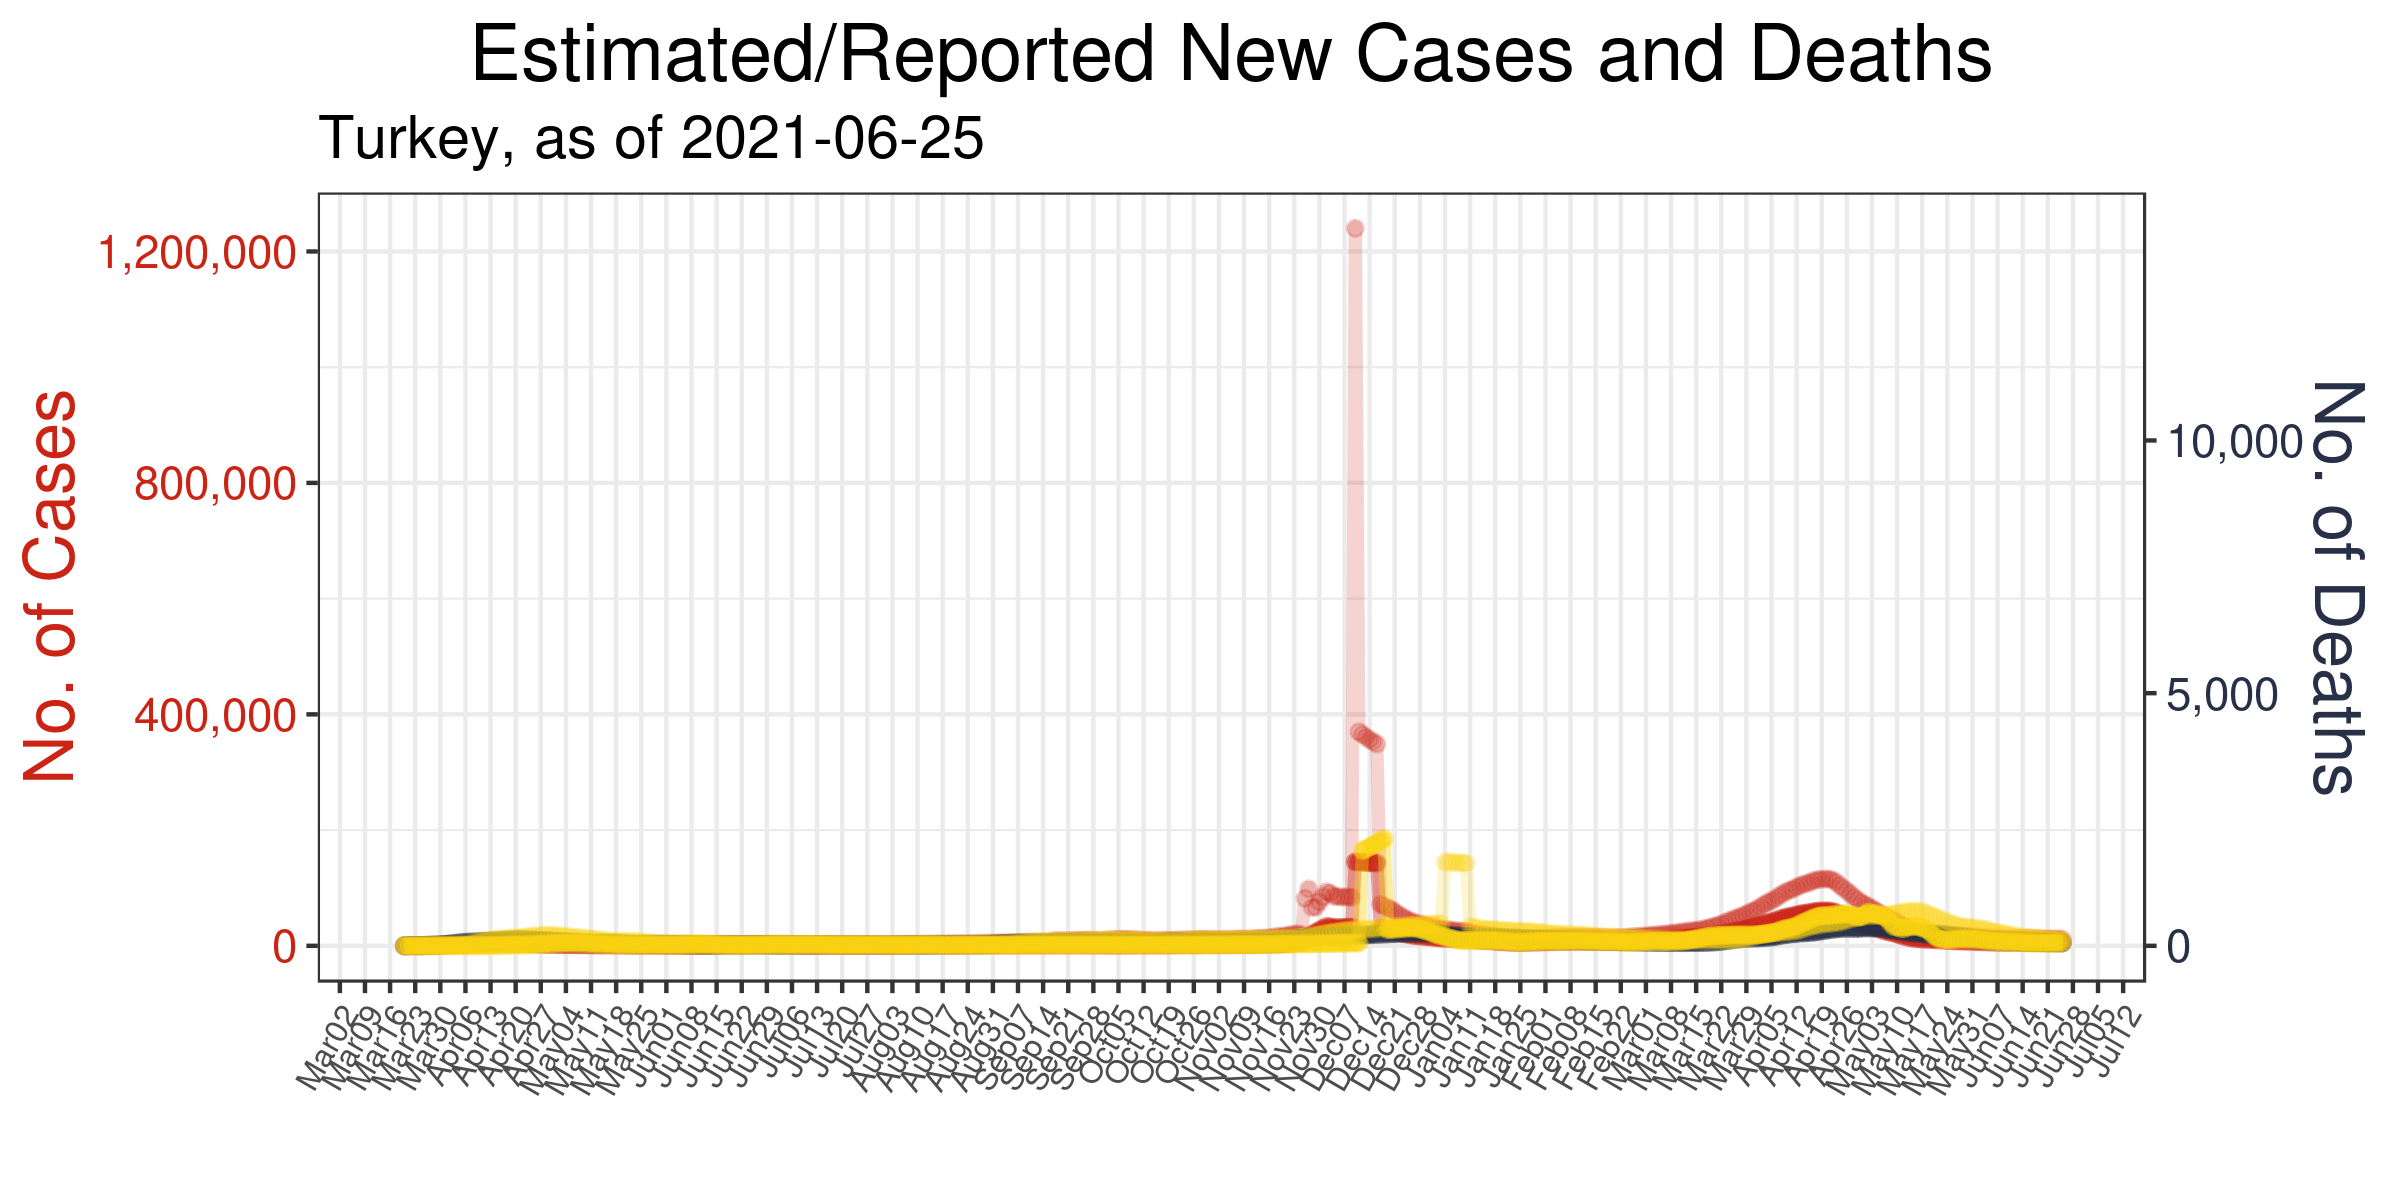 Estimated/Reported New Cases and Deaths
Turkey, as of 2021-06-25
No. of Cases
1,200,000
800,000
400,000
0
10,000
5,000
0
No. of Deaths
Mar02
Mar09
Mar16
Mar23
Mar30
Apr06
Apr13
Apr20
Apr27
May04
May11
May18
May25
Jun01
Jun08
Jun15
Jun22
Jun29
Jul06
Jul13
Jul20
Jul27
Aug03
Aug10
Aug17
Aug24
Aug31
Sep07
Sep14
Sep21
Sep28
Oct05
Oct12
Oct19
Oct26
Nov02
Nov09
Nov16
Nov23
Nov30
Dec07
Dec14
Dec21
Dec28
Jan04
Jan11
Jan18
Jan25
Feb01
Feb08
Feb15
Feb22
Mar01
Mar08
Mar15
Mar22
Mar29
Apr05
Apr12
Apr19
Apr26
May03
May10
May17
May24
May31
Jun07
Jun14
Jun21
Jun28
Jul05
Jul12